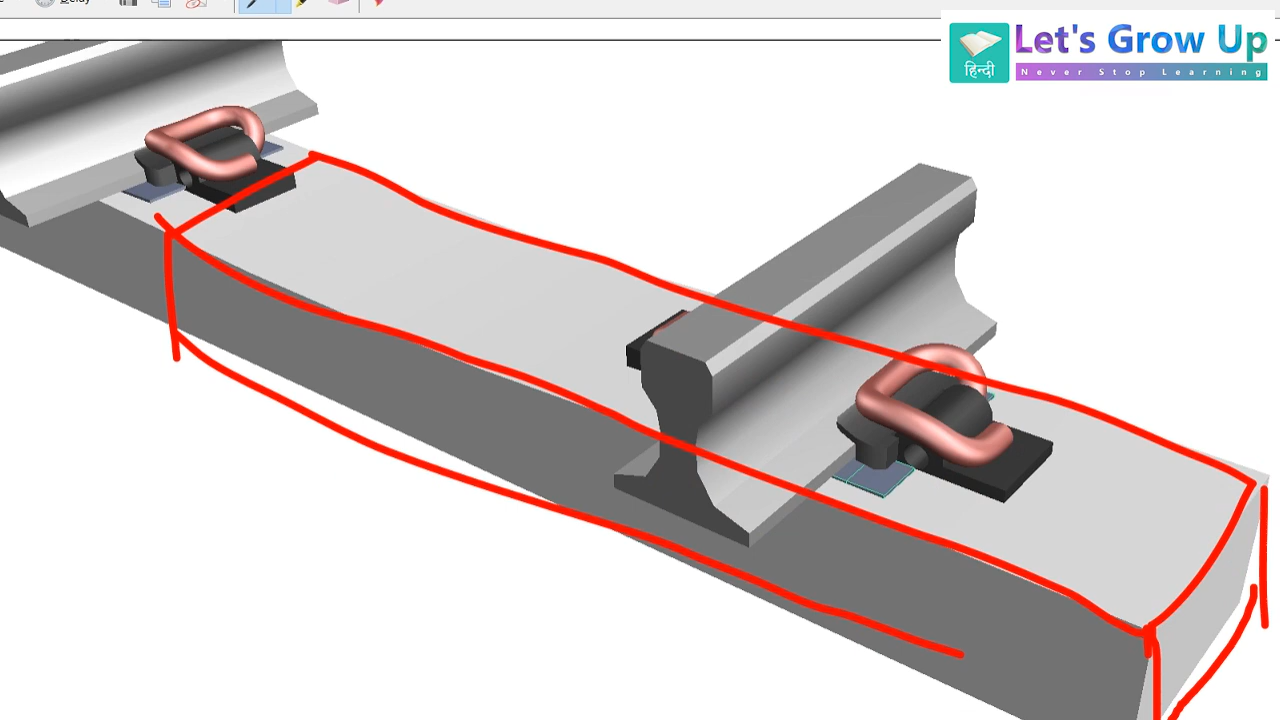 Let's Grow Up
हिन्दी
Never Stop Learning